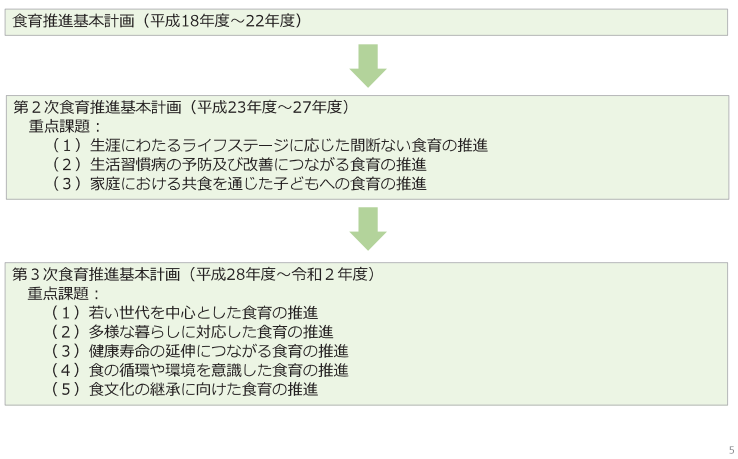 食育推進基本計画（平成18年度～22年度）
第２次食育推進基本計画（平成23年度～27年度）
重点課題：
（１）生涯にわたるライフステージに応じた間断ない食育の推進
（２）生活習慣病の予防及び改善につながる食育の推進
（３）家庭における共食を通じた子どもへの食育の推進
第３次食育推進基本計画（平成28年度～令和２年度）
重点課題：
（１）若い世代を中心とした食育の推進
（２）多様な暮らしに対応した食育の推進
（３）健康寿命の延伸につながる食育の推進
（４）食の循環や環境を意識した食育の推進
（５）食文化の継承に向けた食育の推進
5